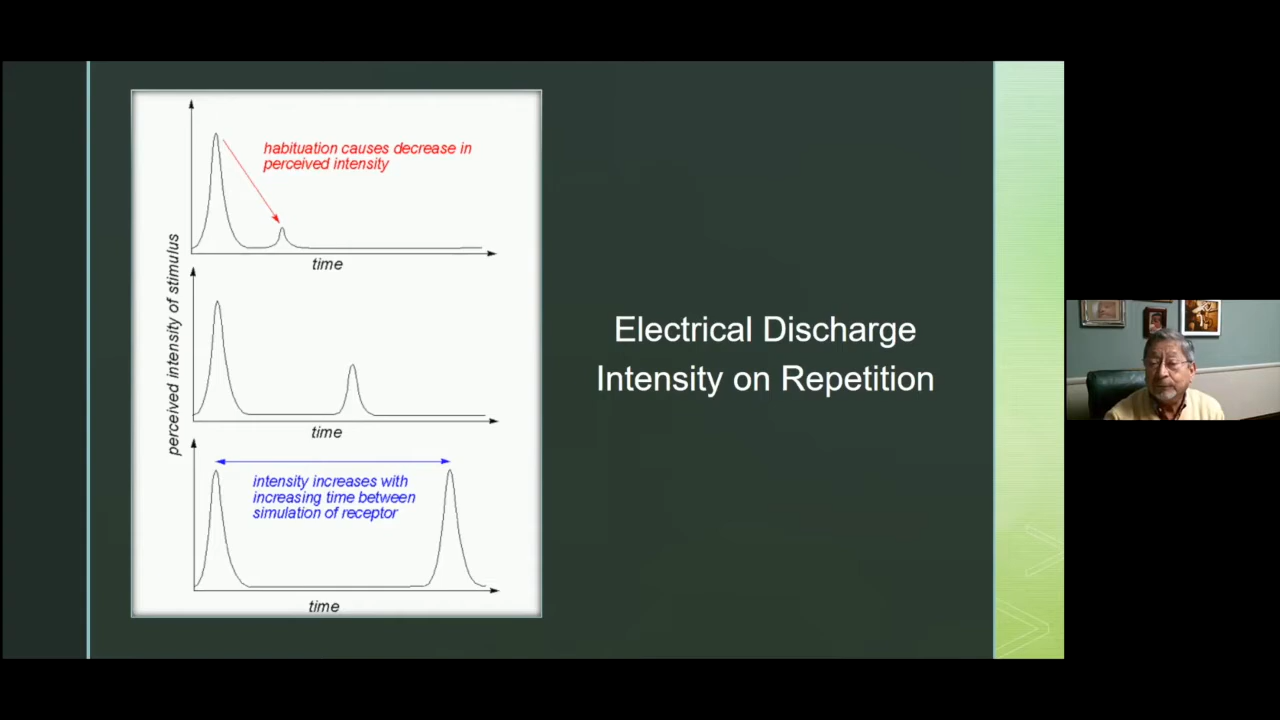 habituation causes decrease in
perceived intensity
time
perceived intensity of stimulus
time
intensity increases with
increasing time between
simulation of receptor
time
Electrical Discharge
Intensity on Repetition